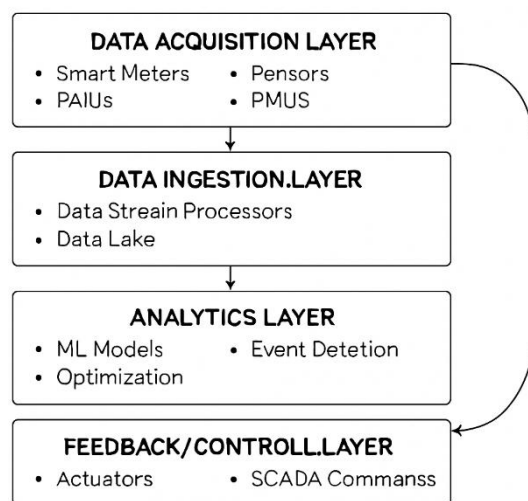 DATA ACQUISITION LAYER
• Smart Meters • Pensors
• PAIUs • PMUS
DATA INGESTION.LAYER
• Data Streain Processors
• Data Lake
ANALYTICS LAYER
• ML Models • Event Detetion
• Optimization
FEEDBACK/CONTROLL.LAYER
• Actuators • SCADA Commanss